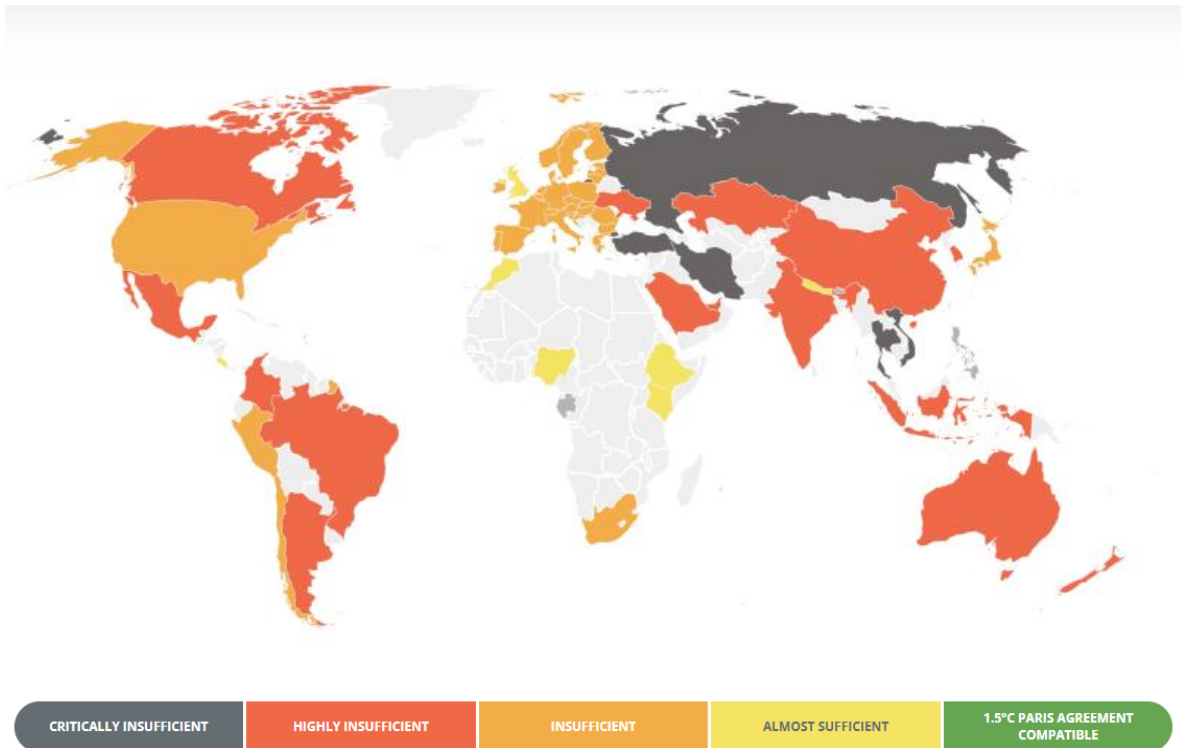 CRITICALLY INSUFFICIENT
HIGHLY INSUFFICIENT
INSUFFICIENT
ALMOST SUFFICIENT
1.5°C PARIS AGREEMENT
COMPATIBLE